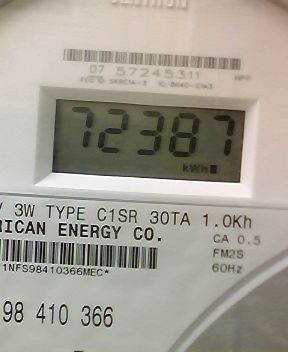 07 57245311
HPP
72387
kWh
V 3W TYPE C1SR 30TA 1.0Kh
RICAN ENERGY CO.
CA 0.5
FM2S
60Hz
1NFS98410366MEC*
98 410 366